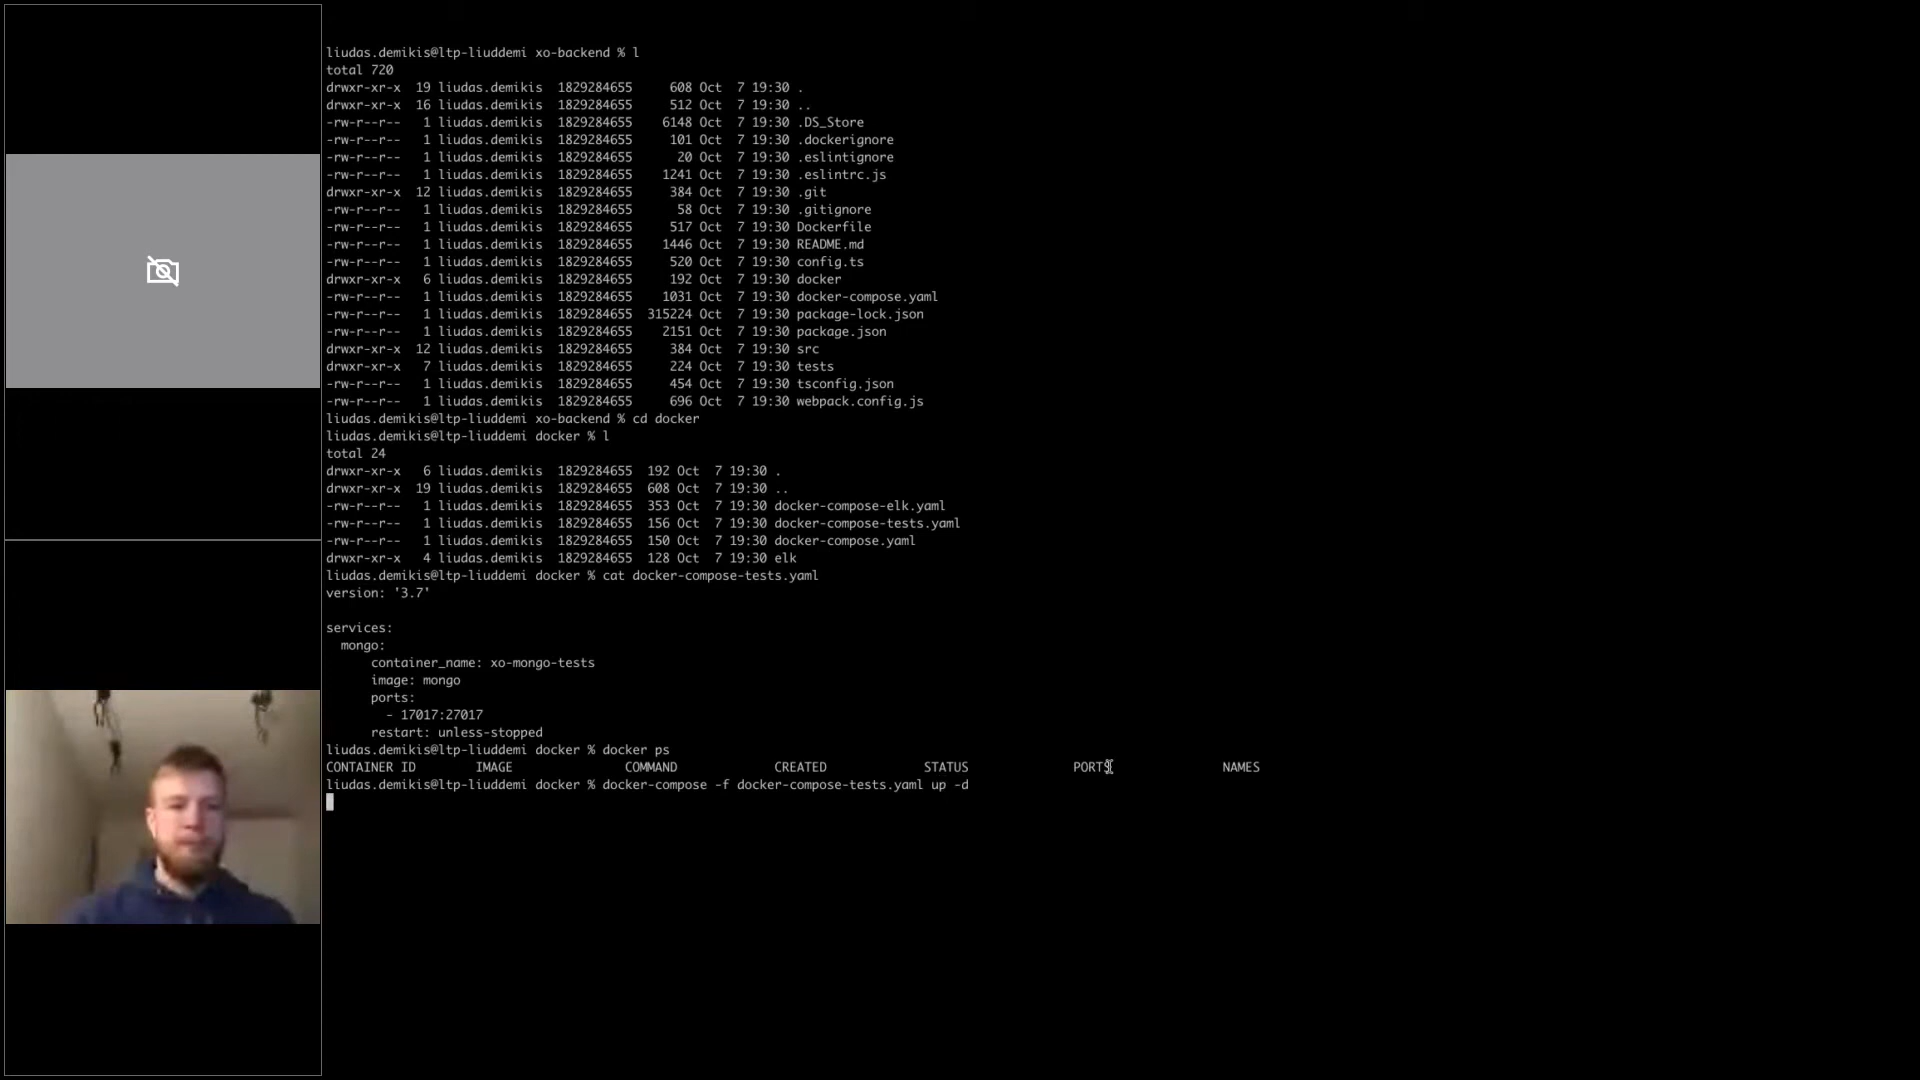 liudas.demikis@ltp-liuddemi xo-backend % l
total 720
drwxr-xr-x  19 liudas.demikis  1829284655     608 Oct  7 19:30 .
drwxr-xr-x  16 liudas.demikis  1829284655     512 Oct  7 19:30 ..
-rw-r--r--   1 liudas.demikis  1829284655    6148 Oct  7 19:30 .DS_Store
-rw-r--r--   1 liudas.demikis  1829284655     101 Oct  7 19:30 .dockerignore
-rw-r--r--   1 liudas.demikis  1829284655      20 Oct  7 19:30 .eslintignore
-rw-r--r--   1 liudas.demikis  1829284655    1241 Oct  7 19:30 .eslintrc.js
drwxr-xr-x  12 liudas.demikis  1829284655     384 Oct  7 19:30 .git
-rw-r--r--   1 liudas.demikis  1829284655      58 Oct  7 19:30 .gitignore
-rw-r--r--   1 liudas.demikis  1829284655     517 Oct  7 19:30 Dockerfile
-rw-r--r--   1 liudas.demikis  1829284655    1446 Oct  7 19:30 README.md
-rw-r--r--   1 liudas.demikis  1829284655     520 Oct  7 19:30 config.ts
drwxr-xr-x   6 liudas.demikis  1829284655     192 Oct  7 19:30 docker
-rw-r--r--   1 liudas.demikis  1829284655    1031 Oct  7 19:30 docker-compose.yaml
-rw-r--r--   1 liudas.demikis  1829284655  315224 Oct  7 19:30 package-lock.json
-rw-r--r--   1 liudas.demikis  1829284655    2151 Oct  7 19:30 package.json
drwxr-xr-x  12 liudas.demikis  1829284655     384 Oct  7 19:30 src
drwxr-xr-x   7 liudas.demikis  1829284655     224 Oct  7 19:30 tests
-rw-r--r--   1 liudas.demikis  1829284655     454 Oct  7 19:30 tsconfig.json
-rw-r--r--   1 liudas.demikis  1829284655     696 Oct  7 19:30 webpack.config.js
liudas.demikis@ltp-liuddemi xo-backend % cd docker
liudas.demikis@ltp-liuddemi docker % l
total 24
drwxr-xr-x   6 liudas.demikis  1829284655  192 Oct  7 19:30 .
drwxr-xr-x  19 liudas.demikis  1829284655  608 Oct  7 19:30 ..
-rw-r--r--   1 liudas.demikis  1829284655  353 Oct  7 19:30 docker-compose-elk.yaml
-rw-r--r--   1 liudas.demikis  1829284655  156 Oct  7 19:30 docker-compose-tests.yaml
-rw-r--r--   1 liudas.demikis  1829284655  150 Oct  7 19:30 docker-compose.yaml
drwxr-xr-x   4 liudas.demikis  1829284655  128 Oct  7 19:30 elk
liudas.demikis@ltp-liuddemi docker % cat docker-compose-tests.yaml
version: '3.7'
services:
  mongo:
      container_name: xo-mongo-tests
      image: mongo
      ports:
        - 17017:27017
      restart: unless-stopped
liudas.demikis@ltp-liuddemi docker % docker ps
CONTAINER ID        IMAGE               COMMAND             CREATED             STATUS              PORTS               NAMES
liudas.demikis@ltp-liuddemi docker % docker-compose -f docker-compose-tests.yaml up -d